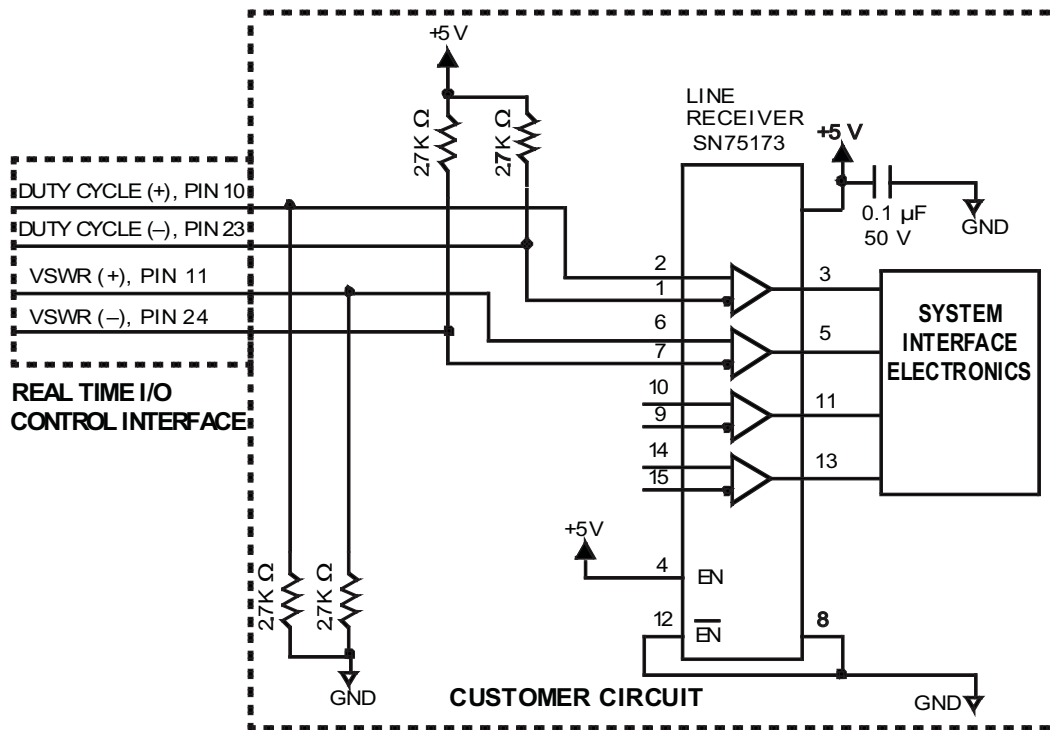 +5 V
LINE
RECEIVER
SN75173
+5 V
27K Ω
27K Ω
0.1 µF
50 V
GND
DUTY CYCLE (+), PIN 10
DUTY CYCLE (–), PIN 23
VSWR (+), PIN 11
VSWR (–), PIN 24
REAL TIME I/O
CONTROL INTERFACE
2
1
3
6
7
5
10
9
11
14
15
13
SYSTEM
INTERFACE
ELECTRONICS
+5 V
4
EN
12
EN
8
27K Ω
27K Ω
GND
CUSTOMER CIRCUIT
GND